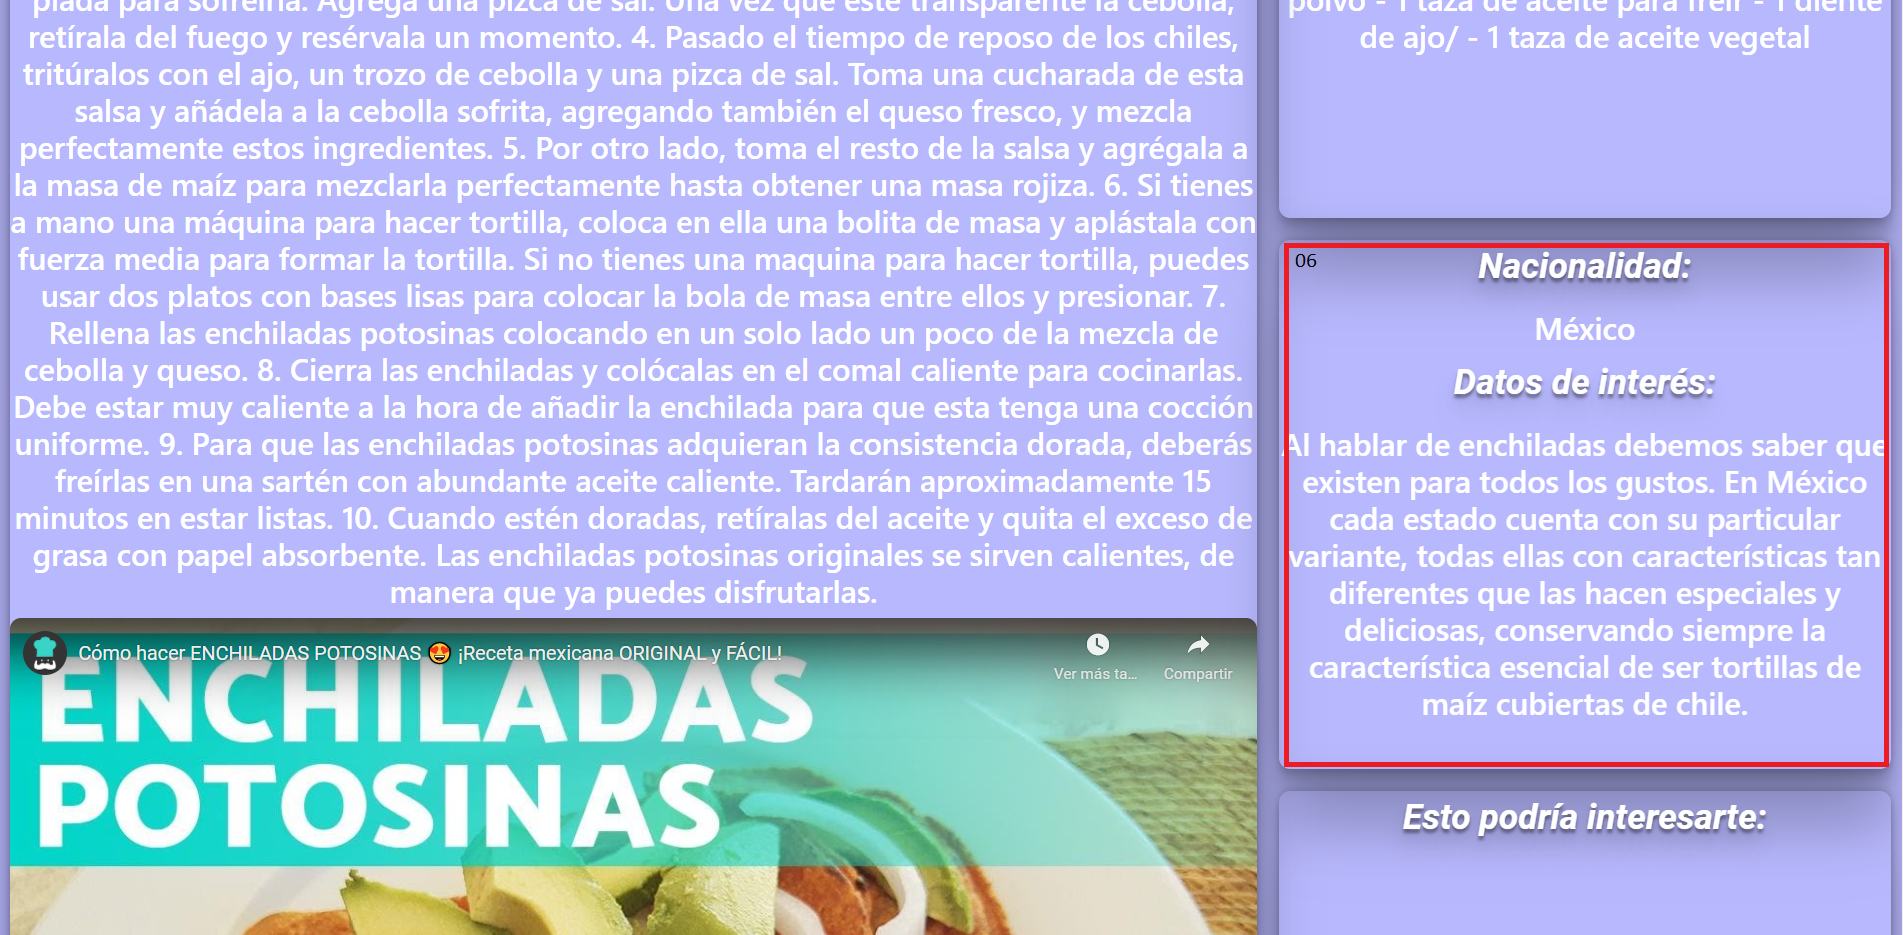 picada para sofreírla. Agrega una pizca de sal. Una vez que esté transparente la cebolla,
retírala del fuego y resérvala un momento. 4. Pasado el tiempo de reposo de los chiles,
tritúralos con el ajo, un trozo de cebolla y una pizca de sal. Toma una cucharada de esta
salsa y añádela a la cebolla sofrita, agregando también el queso fresco, y mezcla
perfectamente estos ingredientes. 5. Por otro lado, toma el resto de la salsa y agrégala a
la masa de maíz para mezclarla perfectamente hasta obtener una masa rojiza. 6. Si tienes
a mano una máquina para hacer tortilla, coloca en ella una bolita de masa y aplástala con
fuerza media para formar la tortilla. Si no tienes una maquina para hacer tortilla, puedes
usar dos platos con bases lisas para colocar la bola de masa entre ellos y presionar. 7.
Rellena las enchiladas potosinas colocando en un solo lado un poco de la mezcla de
cebolla y queso. 8. Cierra las enchiladas y colócalas en el comal caliente para cocinarlas.
Debe estar muy caliente a la hora de añadir la enchilada para que esta tenga una cocción
uniforme. 9. Para que las enchiladas potosinas adquieran la consistencia dorada, deberás
freírlas en una sartén con abundante aceite caliente. Tardarán aproximadamente 15
minutos en estar listas. 10. Cuando estén doradas, retíralas del aceite y quita el exceso de
grasa con papel absorbente. Las enchiladas potosinas originales se sirven calientes, de
manera que ya puedes disfrutarlas.
Cómo hacer ENCHILADAS POTOSINAS 😍 ¡Receta mexicana ORIGINAL y FÁCIL!
Ver más ta...
Compartir
ENCHILADAS
POTOSINAS
polvo - 1 taza de aceite para freír - 1 diente
de ajo/ - 1 taza de aceite vegetal
06
Nacionalidad:
México
Datos de interés:
Al hablar de enchiladas debemos saber que
existen para todos los gustos. En México
cada estado cuenta con su particular
variante, todas ellas con características tan
diferentes que las hacen especiales y
deliciosas, conservando siempre la
característica esencial de ser tortillas de
maíz cubiertas de chile.
Esto podría interesarte: